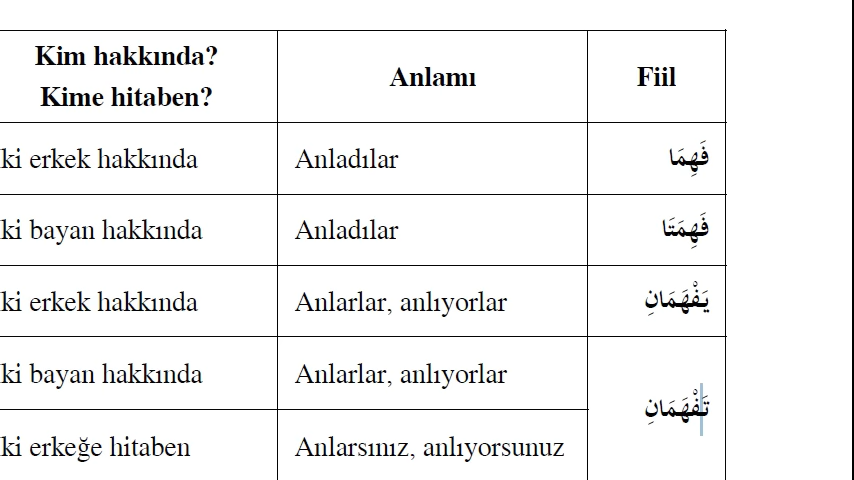 Kim hakkında?
Kime hitaben?
Anlamı
Fiil
ki erkek hakkında
Anladılar
فَهِمَا
ki bayan hakkında
Anladılar
فَهِمَتَا
ki erkek hakkında
Anlarlar, anlıyorlar
يَفْهَمَانِ
ki bayan hakkında
Anlarlar, anlıyorlar
تَفْهَمَانِ
ki erkeğe hitaben
Anlarsınız, anlıyorsunuz